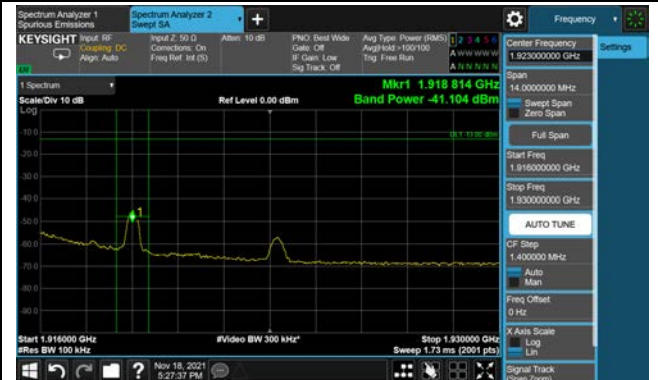 Spectrum Analyzer 1
Spurious Emissions
Spectrum Analyzer 2
Swept SA
+
Frequency
KEYSIGHT
Input: RF
Coupling: DC
Align: Auto
Input Z: 50 Ω
Corrections: On
Freq Ref: Int (S)
Atten: 10 dB
PNO: Best Wide
Gate: Off
IF Gain: Low
Sig Track: Off
Avg Type: Power (RMS)
Avg|Hold:>100/100
Trig: Free Run
1 2 3 4 5 6
A W W W W W
A N N N N N
1 Spectrum
Scale/Div 10 dB
Log
Ref Level 0.00 dBm
Mkr1 1.918 814 GHz
Band Power -41.104 dBm
DL1 -13.00 dBm
-10.0
-20.0
-30.0
-40.0
-50.0
-60.0
-70.0
-80.0
-90.0
1
Start 1.916000 GHz
#Res BW 100 kHz
#Video BW 300 kHz*
Stop 1.930000 GHz
Sweep 1.73 ms (2001 pts)
Nov 18, 2021
5:27:37 PM
Center Frequency
1.923000000 GHz
Settings
Span
14.0000000 MHz
Swept Span
Zero Span
Full Span
Start Freq
1.916000000 GHz
Stop Freq
1.930000000 GHz
AUTO TUNE
CF Step
1.400000 MHz
Auto
Man
Freq Offset
0 Hz
X Axis Scale
Log
Lin
Signal Track
(Span Zoom)